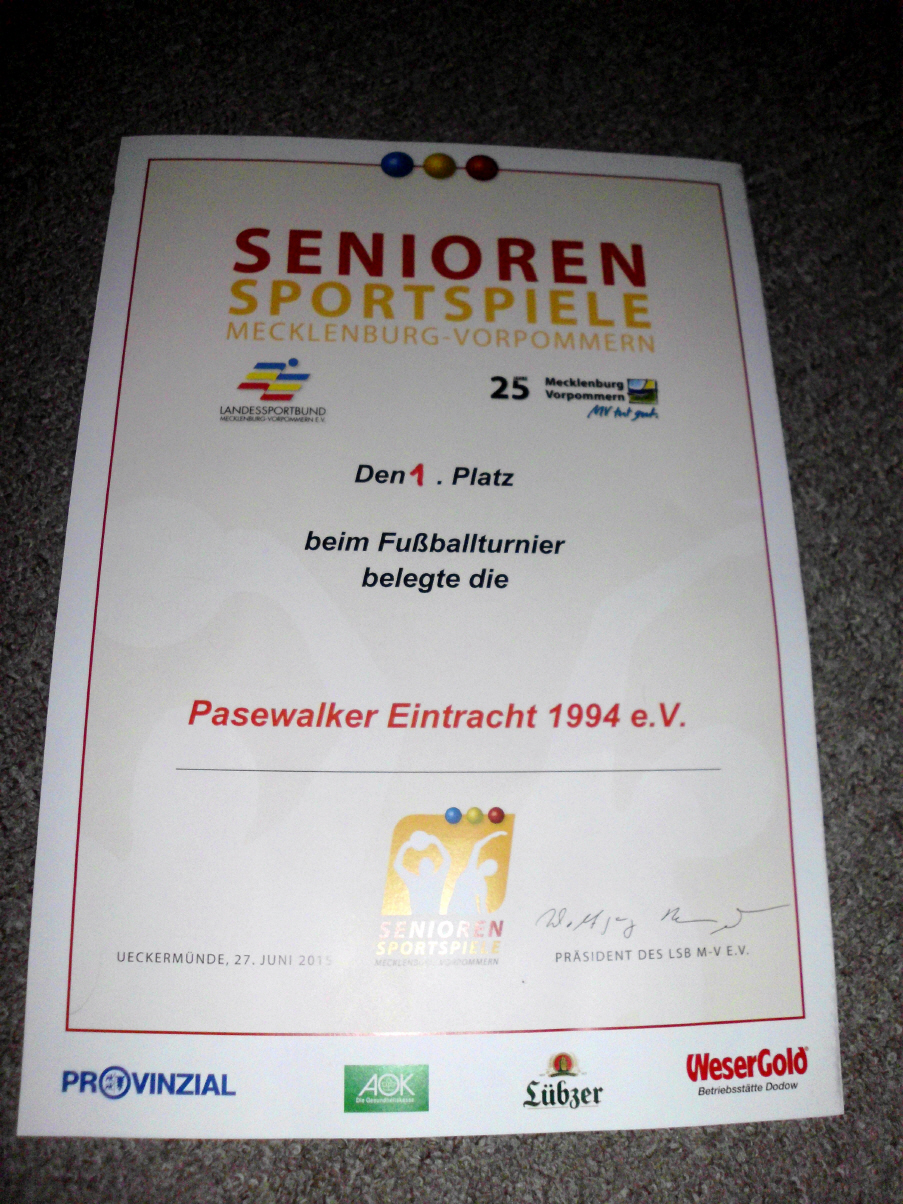 SENIOREN
SPORTSPIELE
MECKLENBURG-VORPOMMERN
LANDESSPORTBUND
MECKLENBURG-VORPOMMERN E.V.
25
Mecklenburg
Vorpommern
MV tut gut.
Den 1 . Platz
beim Fußballturnier
belegte die
Pasewalker Eintracht 1994 e.V.
SENIOREN
SPORTSPIELE
MECKLENBURG-VORPOMMERN
UECKERMÜNDE, 27. JUNI 2015
PRÄSIDENT DES LSB M-V E.V.
PROVINZIAL
AOK
Die Gesundheitskasse
Lübzer
WeserGold
Betriebsstätte Dodow